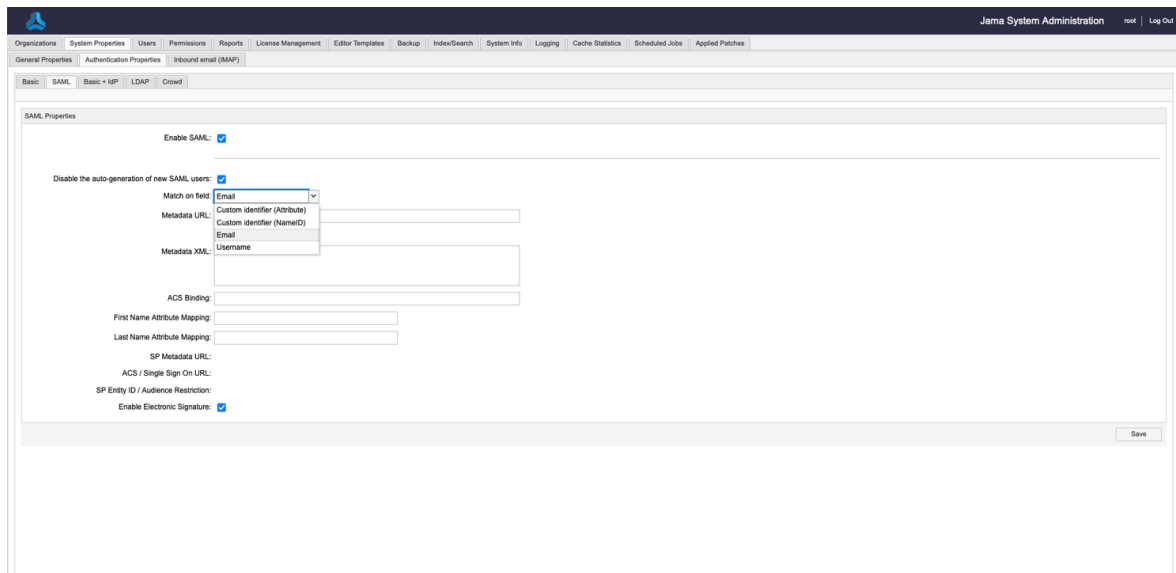 Jama System Administration root | Log Out
Organizations System Properties Users Permissions Reports License Management Editor Templates Backup Index/Search System Info Logging Cache Statistics Scheduled Jobs Applied Patches
General Properties Authentication Properties Inbound email (IMAP)
Basic SAML Basic + IdP LDAP Crowd
SAML Properties
Enable SAML:
Disable the auto-generation of new SAML users:
Match on field: Email
Custom identifier (Attribute)
Metadata URL:
Custom identifier (NameID)
Email
Username
Metadata XML:
ACS Binding:
First Name Attribute Mapping:
Last Name Attribute Mapping:
SP Metadata URL:
ACS / Single Sign On URL:
SP Entity ID / Audience Restriction:
Enable Electronic Signature:
Save